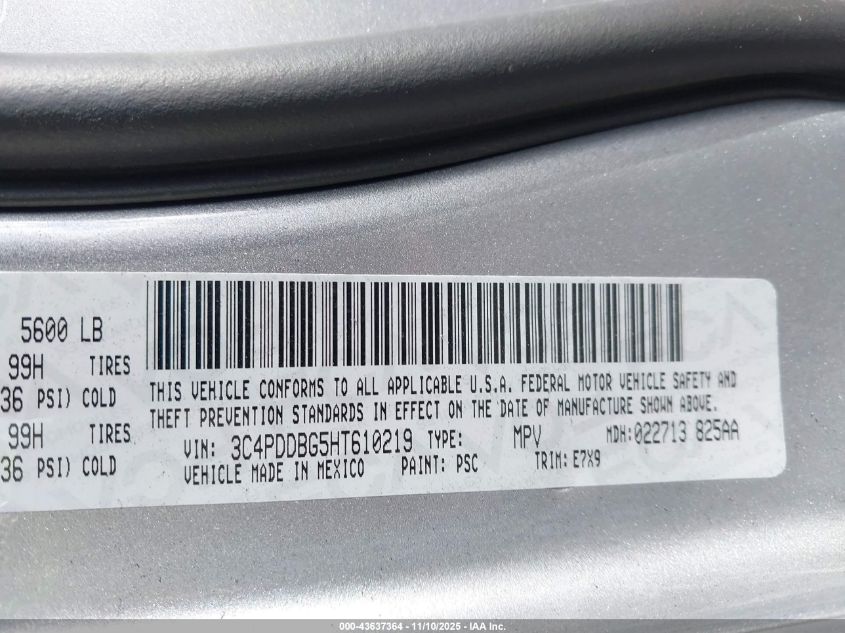 5600 LB
99H TIRES
36 PSI) COLD
99H TIRES
36 PSI) COLD
THIS VEHICLE CONFORMS TO ALL APPLICABLE U.S.A. FEDERAL MOTOR VEHICLE SAFETY AND
THEFT PREVENTION STANDARDS IN EFFECT ON THE DATE OF MANUFACTURE SHOWN ABOVE.
VIN: 3C4PDDBG5HT610219 TYPE: MPV MDH:022713 825AA
VEHICLE MADE IN MEXICO PAINT: PSC TRIM: E7X9
000-43637364 - 11/10/2025 - IAA Inc.